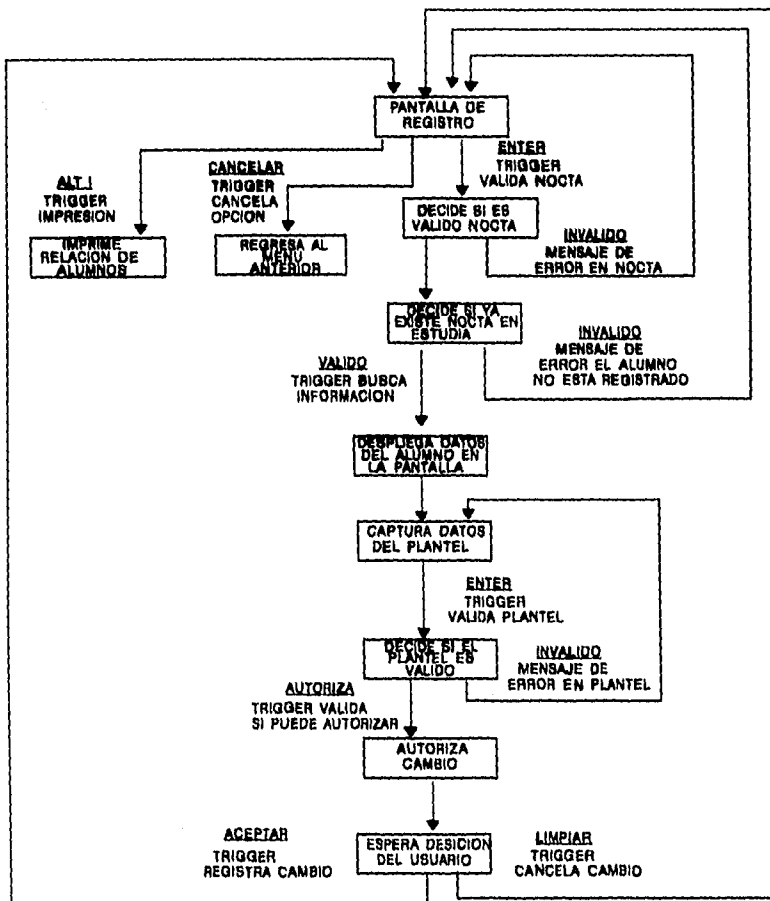 PANTALLA DE
REGISTRO
ALT I
TRIGGER
IMPRESION
CANCELAR
TRIGGER
CANCELA
OPCION
ENTER
TRIGGER
VALIDA NOCTA
IMPRIME
RELACION DE
ALUMNOS
REGRESA AL
MENU
ANTERIOR
DECIDE SI ES
VALIDO NOCTA
INVALIDO
MENSAJE DE
ERROR EN NOCTA
DECIDE SI YA
EXISTE NOCTA EN
ESTUDIA
INVALIDO
MENSAJE DE
ERROR EL ALUMNO
NO ESTA REGISTRADO
VALIDO
TRIGGER BUSCA
INFORMACION
DESPLIEGA DATOS
DEL ALUMNO EN
LA PANTALLA
CAPTURA DATOS
DEL PLANTEL
ENTER
TRIGGER
VALIDA PLANTEL
DECIDE SI EL
PLANTEL ES
VALIDO
INVALIDO
MENSAJE DE
ERROR EN PLANTEL
AUTORIZA
TRIGGER VALIDA
SI PUEDE AUTORIZAR
AUTORIZA
CAMBIO
ACEPTAR
TRIGGER
REGISTRA CAMBIO
ESPERA DESICION
DEL USUARIO
LIMPIAR
TRIGGER
CANCELA CAMBIO